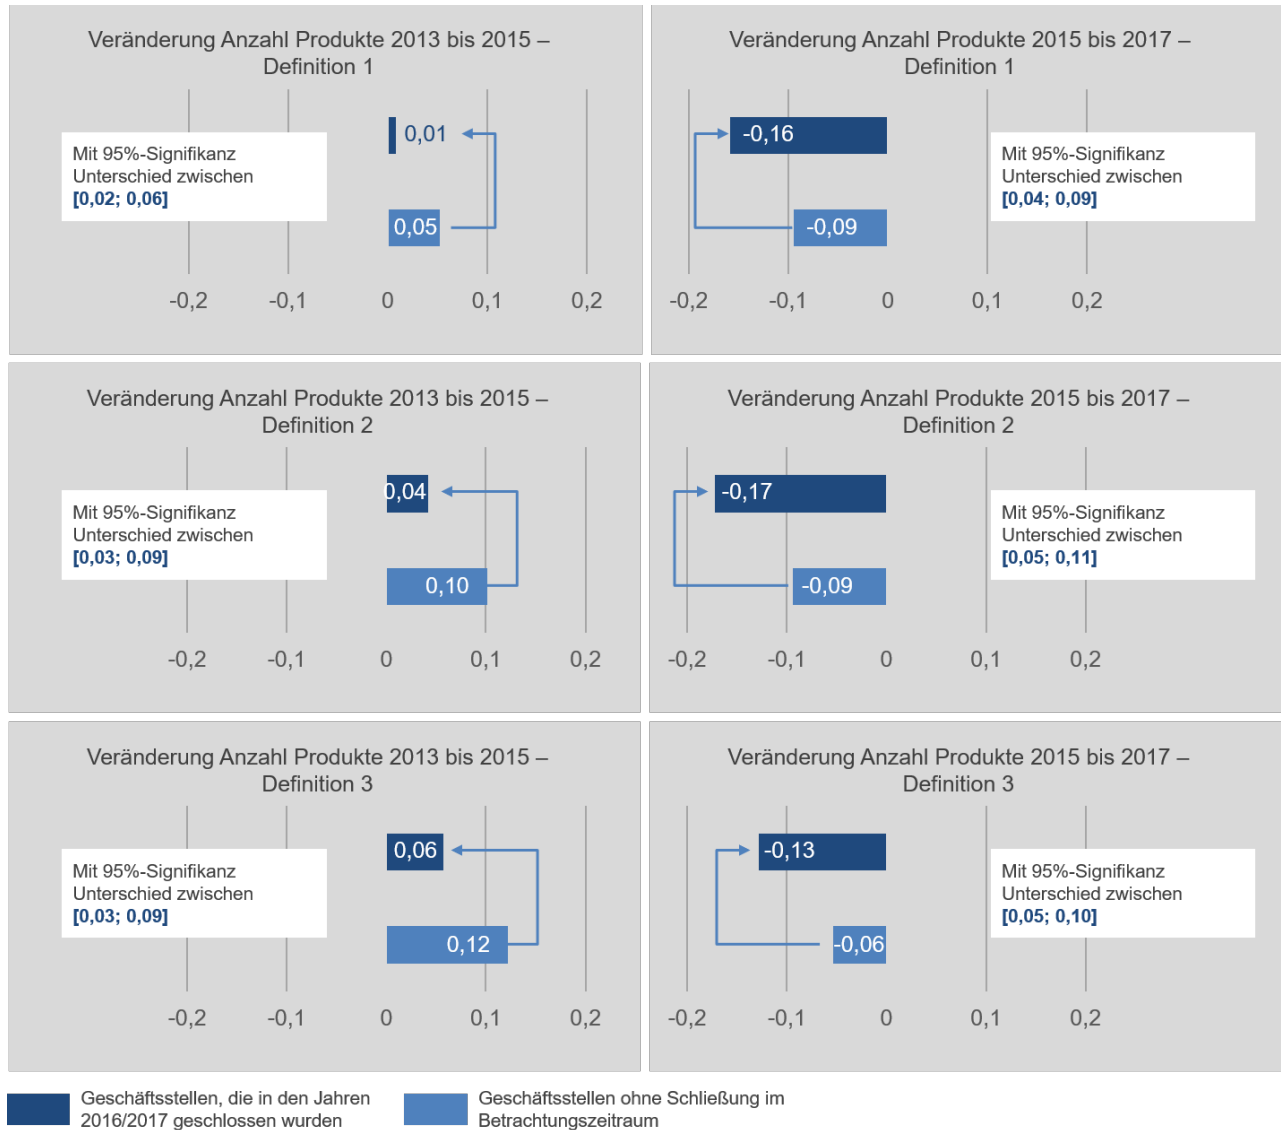 Veränderung Anzahl Produkte 2013 bis 2015 –
Definition 1
Mit 95%-Signifikanz
Unterschied zwischen
[0,02; 0,06]
0,01
0,05
-0,2 -0,1 0 0,1 0,2
Veränderung Anzahl Produkte 2015 bis 2017 –
Definition 1
-0,16
-0,09
Mit 95%-Signifikanz
Unterschied zwischen
[0,04; 0,09]
-0,2 -0,1 0 0,1 0,2
Veränderung Anzahl Produkte 2013 bis 2015 –
Definition 2
Mit 95%-Signifikanz
Unterschied zwischen
[0,03; 0,09]
0,04
0,10
-0,2 -0,1 0 0,1 0,2
Veränderung Anzahl Produkte 2015 bis 2017 –
Definition 2
-0,17
-0,09
Mit 95%-Signifikanz
Unterschied zwischen
[0,05; 0,11]
-0,2 -0,1 0 0,1 0,2
Veränderung Anzahl Produkte 2013 bis 2015 –
Definition 3
Mit 95%-Signifikanz
Unterschied zwischen
[0,03; 0,09]
0,06
0,12
-0,2 -0,1 0 0,1 0,2
Veränderung Anzahl Produkte 2015 bis 2017 –
Definition 3
-0,13
-0,06
Mit 95%-Signifikanz
Unterschied zwischen
[0,05; 0,10]
-0,2 -0,1 0 0,1 0,2
Geschäftsstellen, die in den Jahren
2016/2017 geschlossen wurden
Geschäftsstellen ohne Schließung im
Betrachtungszeitraum